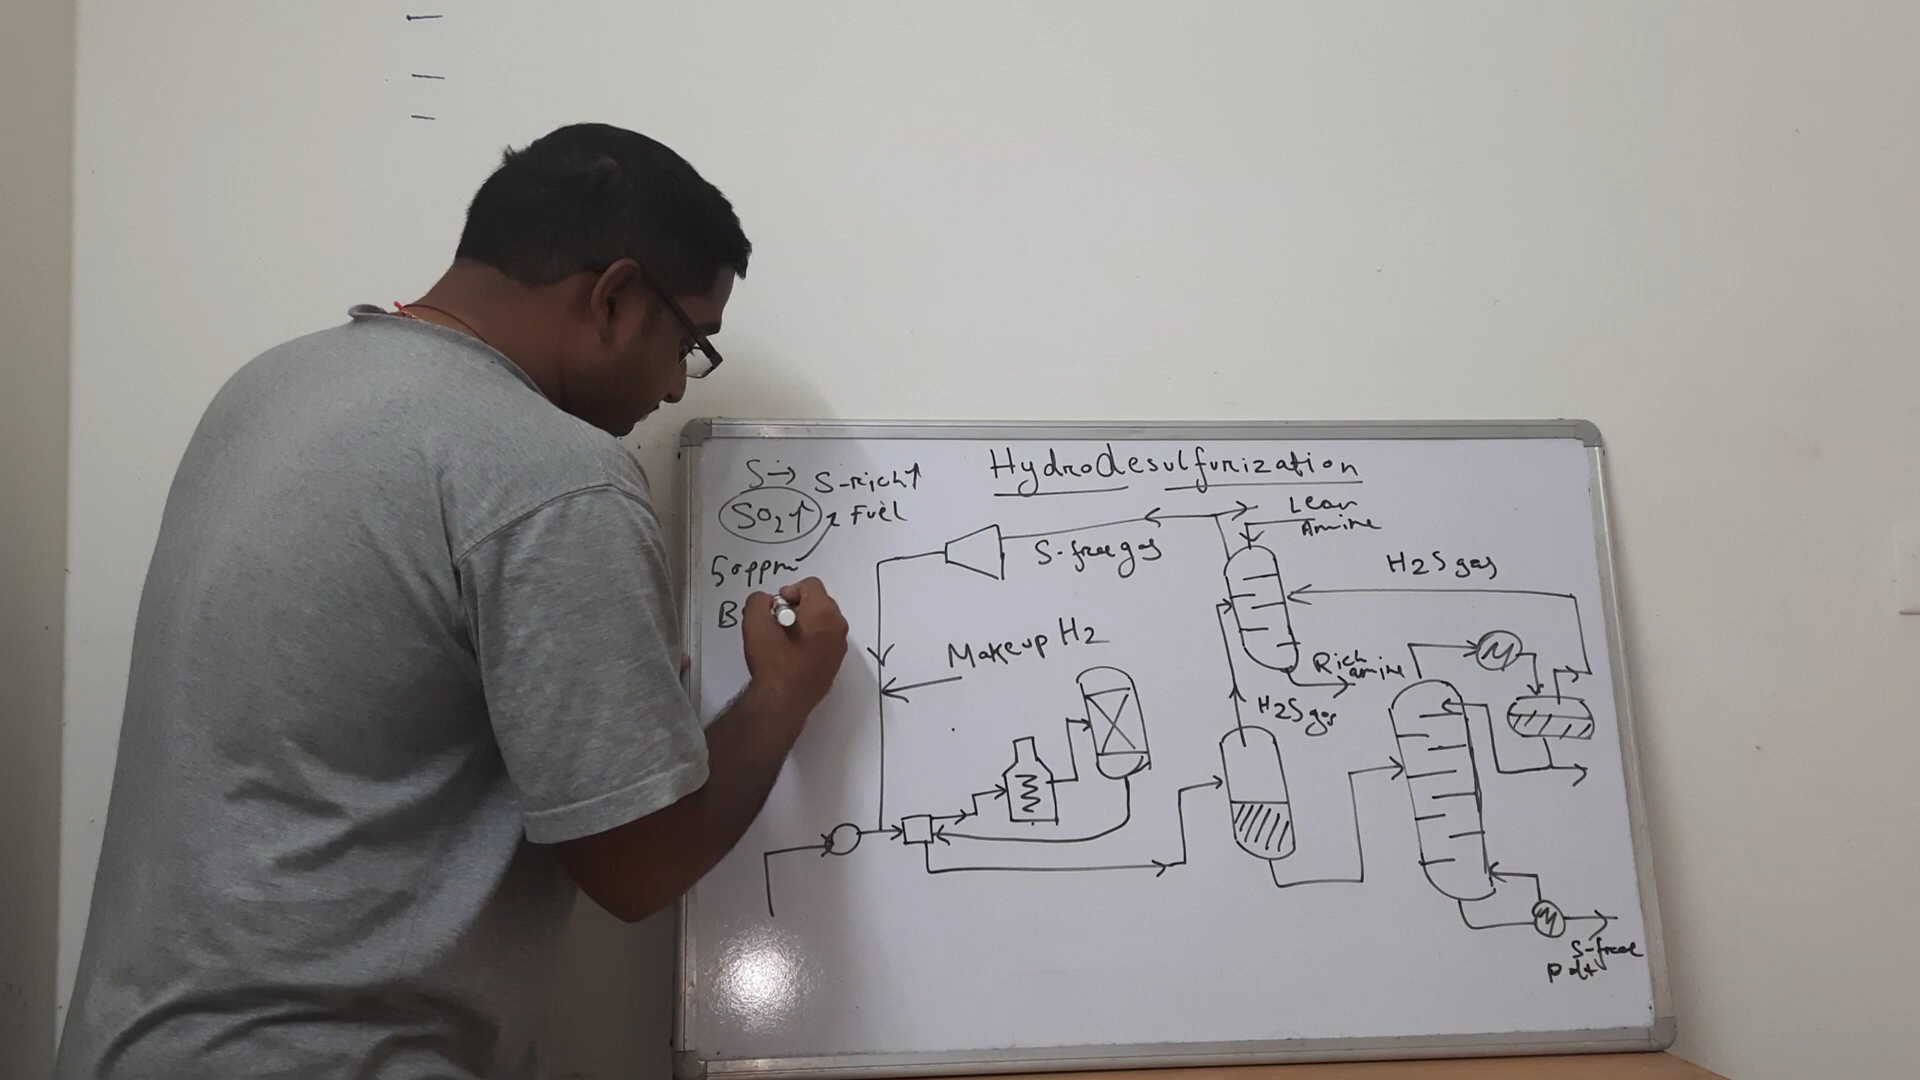 Hydrodesulfurization
S → S-rich↑
SO2↑ Fuel
50ppm
B
Lean
Amine
S-free gas
H2S gas
Makeup H2
Rich
amine
H2S gas
S-free
Pdt